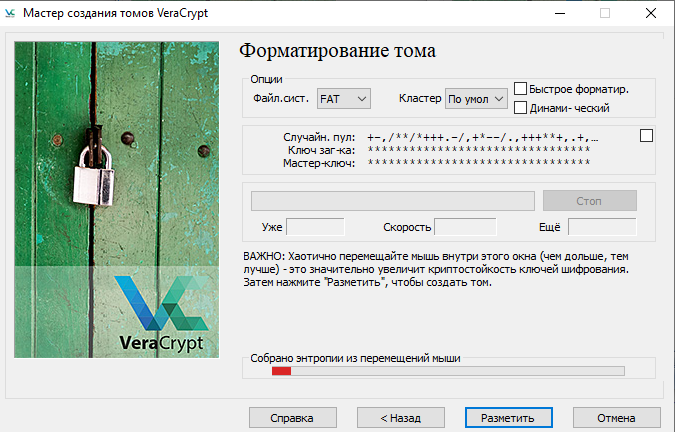 Мастер создания томов VeraCrypt
Форматирование тома
Опции
Файл.сист. FAT Кластер По умол Быстрое форматир.
Динами- ческий
Случайн. пул: +-,/**/*+++.-/,+*--/.,+++**+,.+,…
Ключ заг-ка: ********************************
Мастер-ключ: ********************************
Стоп
Уже Скорость Ещё
ВАЖНО: Хаотично перемещайте мышь внутри этого окна (чем дольше, тем
лучше) - это значительно увеличит криптостойкость ключей шифрования.
Затем нажмите "Разметить", чтобы создать том.
VeraCrypt
Собрано энтропии из перемещений мыши
Справка < Назад Разметить Отмена